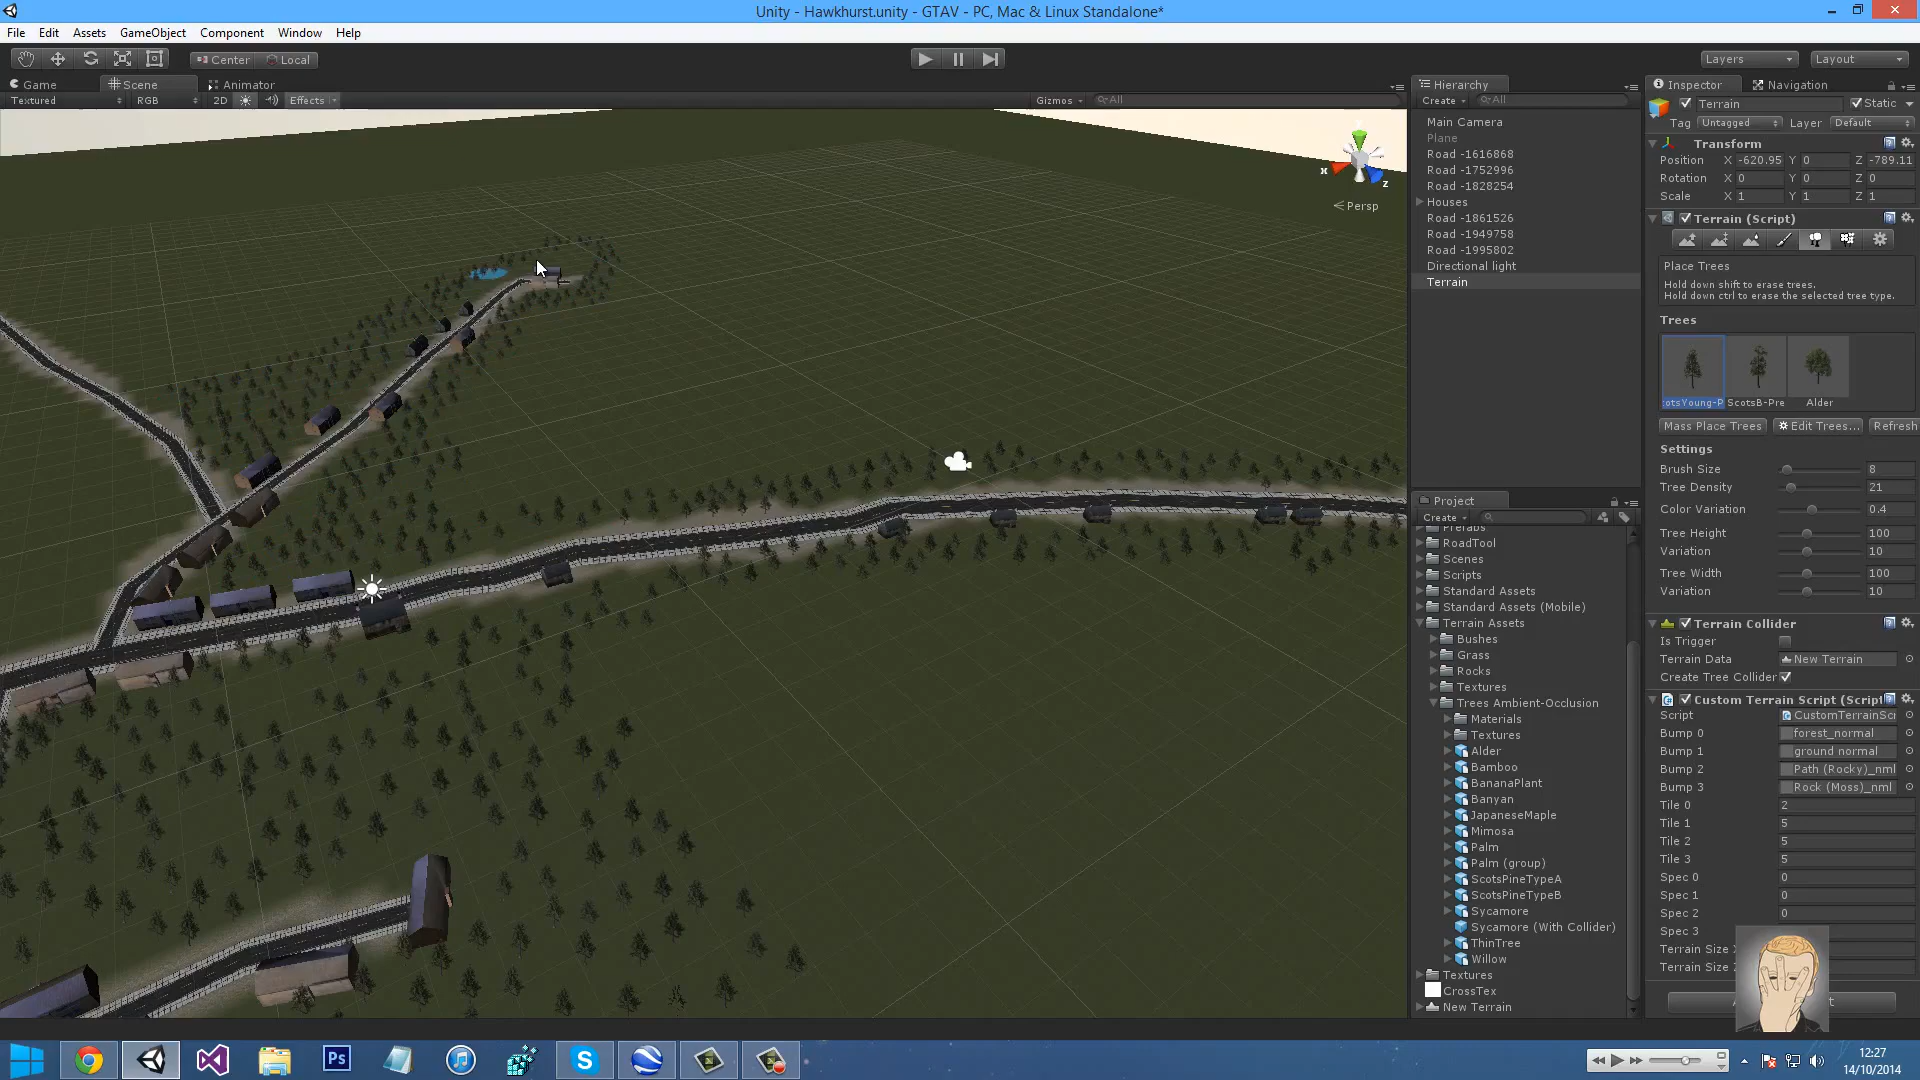 Unity - Hawkhurst.unity - GTAV - PC, Mac & Linux Standalone*
File Edit Assets GameObject Component Window Help
Center Local
Layers Layout
Game Scene Animator
Textured RGB 2D Effects Gizmos All
Hierarchy
Create All
Main Camera
Plane
Road -1616868
Road -1752996
Road -1828254
Houses
Road -1861526
Road -1949758
Road -1995802
Directional light
Terrain
x
z
Persp
Project
Create
Prefabs
RoadTool
Scenes
Scripts
Standard Assets
Standard Assets (Mobile)
Terrain Assets
Bushes
Grass
Rocks
Textures
Trees Ambient-Occlusion
Materials
Textures
Alder
Bamboo
BananaPlant
Banyan
JapaneseMaple
Mimosa
Palm
Palm (group)
ScotsPineTypeA
ScotsPineTypeB
Sycamore
Sycamore (With Collider)
ThinTree
Willow
Textures
CrossTex
New Terrain
Inspector Navigation
Terrain Static
Tag Untagged Layer Default
Transform
Position X -620.95 Y 0 Z -789.11
Rotation X 0 Y 0 Z 0
Scale X 1 Y 1 Z 1
Terrain (Script)
Place Trees
Hold down shift to erase trees.
Hold down ctrl to erase the selected tree type.
Trees
otsYoung-P ScotsB-Pre Alder
Mass Place Trees Edit Trees... Refresh
Settings
Brush Size 8
Tree Density 21
Color Variation 0.4
Tree Height 100
Variation 10
Tree Width 100
Variation 10
Terrain Collider
Is Trigger
Terrain Data New Terrain
Create Tree Collider
Custom Terrain Script (Script
Script CustomTerrainScr
Bump 0 forest_normal
Bump 1 ground normal
Bump 2 Path (Rocky)_nml
Bump 3 Rock (Moss)_nml
Tile 0 2
Tile 1 5
Tile 2 5
Tile 3 5
Spec 0 0
Spec 1 0
Spec 2 0
Spec 3
Terrain Size
Terrain Size
Ps
12:27
14/10/2014